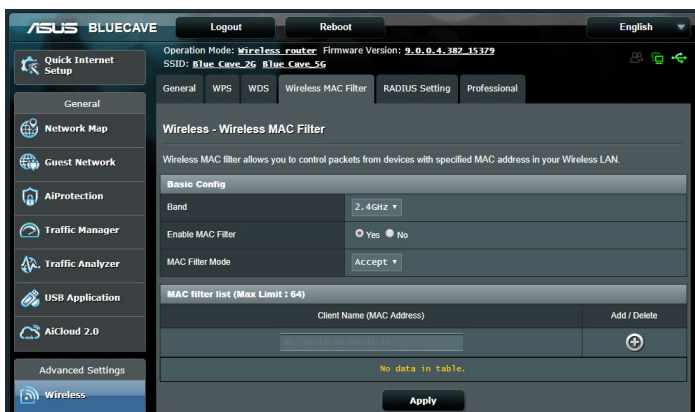 ASUS BLUECAVE Logout Reboot English
Operation Mode: Wireless router Firmware Version: 9.0.0.4.382_15379
SSID: Blue Cave_2G Blue Cave_5G
Quick Internet
Setup
General
Network Map
Guest Network
AiProtection
Traffic Manager
Traffic Analyzer
USB Application
AiCloud 2.0
Advanced Settings
Wireless
General WPS WDS Wireless MAC Filter RADIUS Setting Professional
Wireless - Wireless MAC Filter
Wireless MAC filter allows you to control packets from devices with specified MAC address in your Wireless LAN.
Basic Config
Band 2.4GHz
Enable MAC Filter Yes No
MAC Filter Mode Accept
MAC filter list (Max Limit : 64)
Client Name (MAC Address) Add / Delete
No data in table.
Apply